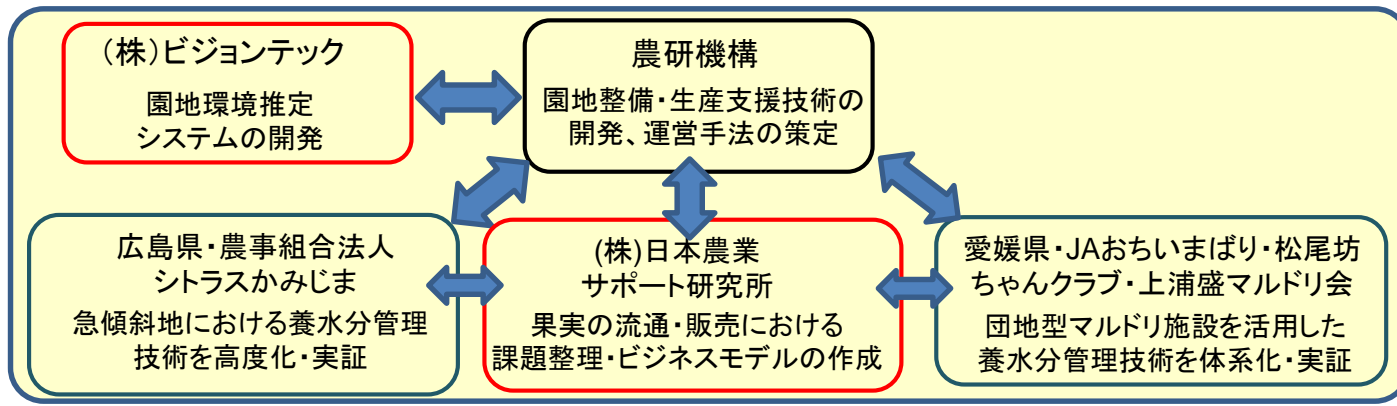 （株）ビジョンテック
園地環境推定
システムの開発
農研機構
園地整備・生産支援技術の
開発、運営手法の策定
広島県・農事組合法人
シトラスかみじま
急傾斜地における養水分管理
技術を高度化・実証
(株)日本農業
サポート研究所
果実の流通・販売における
課題整理・ビジネスモデルの作成
愛媛県・JAおちいまばり・松尾坊
ちゃんクラブ・上浦盛マルドリ会
団地型マルドリ施設を活用した
養水分管理技術を体系化・実証